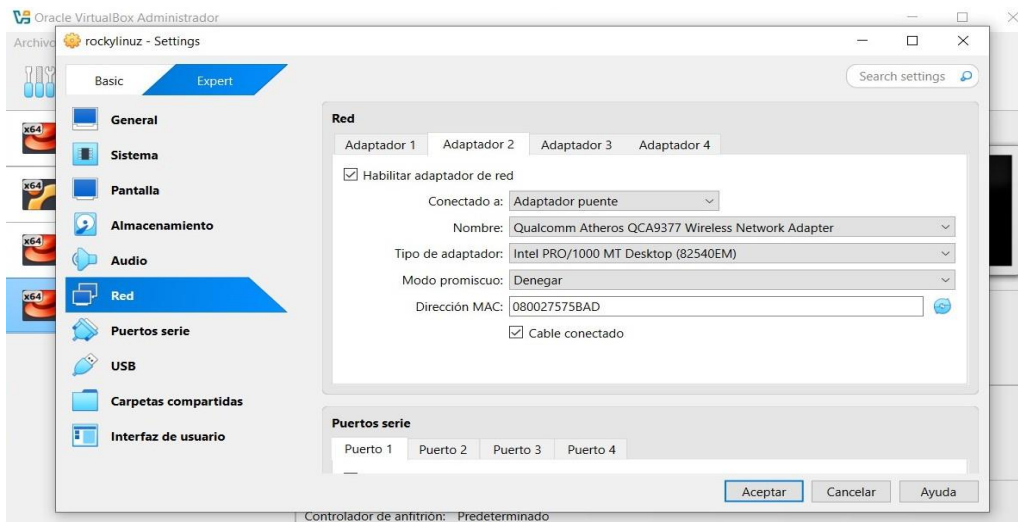 Oracle VirtualBox Administrador
Archivo
rockylinuz - Settings
Basic
Expert
Search settings
General
Sistema
Pantalla
Almacenamiento
Audio
Red
Puertos serie
USB
Carpetas compartidas
Interfaz de usuario
Red
Adaptador 1 Adaptador 2 Adaptador 3 Adaptador 4
Habilitar adaptador de red
Conectado a: Adaptador puente
Nombre: Qualcomm Atheros QCA9377 Wireless Network Adapter
Tipo de adaptador: Intel PRO/1000 MT Desktop (82540EM)
Modo promiscuo: Denegar
Dirección MAC: 080027575BAD
Cable conectado
Puertos serie
Puerto 1 Puerto 2 Puerto 3 Puerto 4
Aceptar Cancelar Ayuda
x64
x64
x64
x64
Controlador de anfitrión: Predeterminado